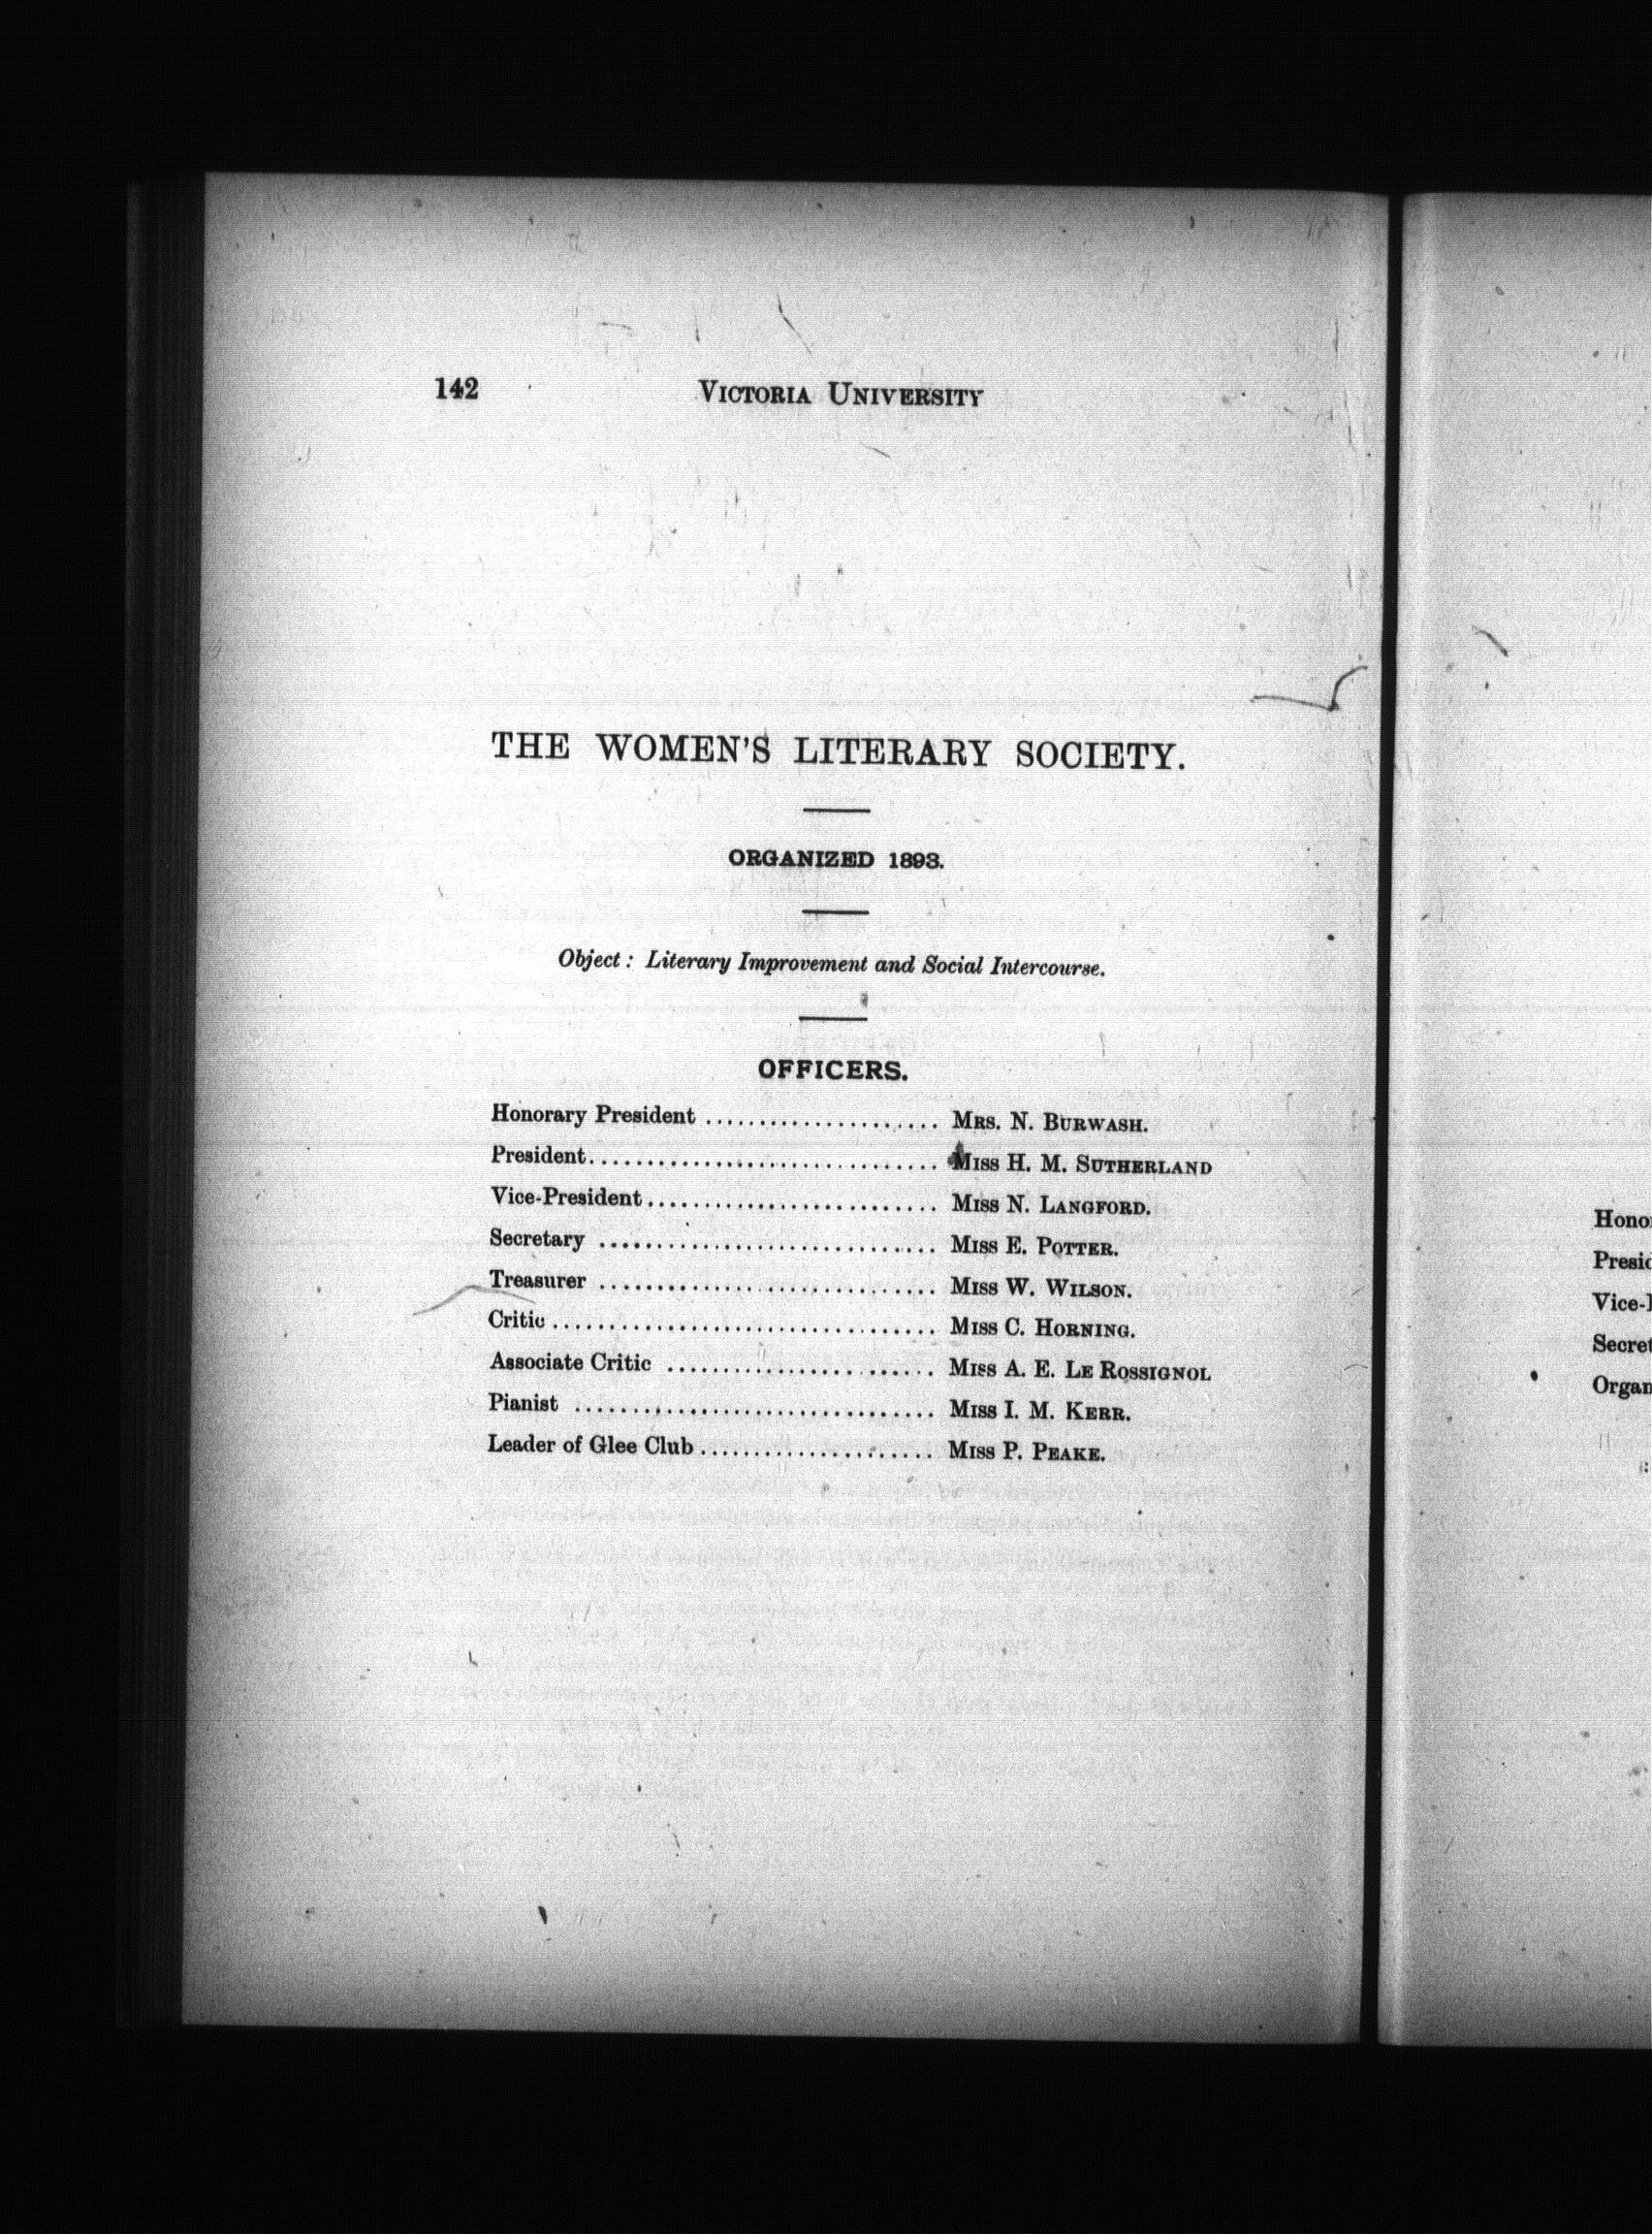 142 VICTORIA UNIVERSITY
THE WOMEN'S LITERARY SOCIETY.
ORGANIZED 1893.
Object: Literary Improvement and Social Intercourse.
OFFICERS.
Honorary President ...................... MRS. N. BURWASH.
President................................. MISS H. M. SUTHERLAND
Vice-President........................... MISS N. LANGFORD.
Secretary ................................ MISS E. POTTER.
Treasurer ................................ MISS W. WILSON.
Critic.................................... MISS C. HORNING.
Associate Critic ......................... MISS A. E. LE ROSSIGNOL
Pianist .................................. MISS I. M. KERR.
Leader of Glee Club...................... MISS P. PEAKE.